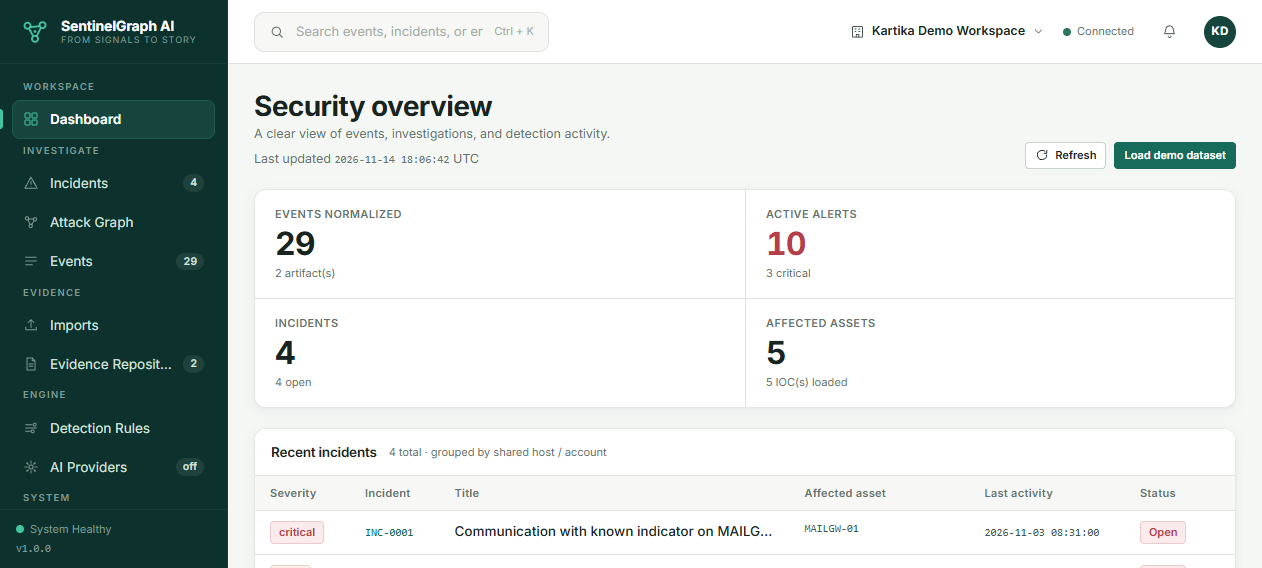 SentinelGraph AI
FROM SIGNALS TO STORY
WORKSPACE
Dashboard
INVESTIGATE
Incidents 4
Attack Graph
Events 29
EVIDENCE
Imports
Evidence Reposit... 2
ENGINE
Detection Rules
AI Providers off
SYSTEM
System Healthy
v1.0.0
Search events, incidents, or er Ctrl + K
Kartika Demo Workspace
Connected
KD
Security overview
A clear view of events, investigations, and detection activity.
Last updated 2026-11-14 18:06:42 UTC
Refresh
Load demo dataset
EVENTS NORMALIZED
29
2 artifact(s)
ACTIVE ALERTS
10
3 critical
INCIDENTS
4
4 open
AFFECTED ASSETS
5
5 IOC(s) loaded
Recent incidents 4 total · grouped by shared host / account
Severity Incident Title Affected asset Last activity Status
critical INC-0001 Communication with known indicator on MAILG... MAILGW-01 2026-11-03 08:31:00 Open